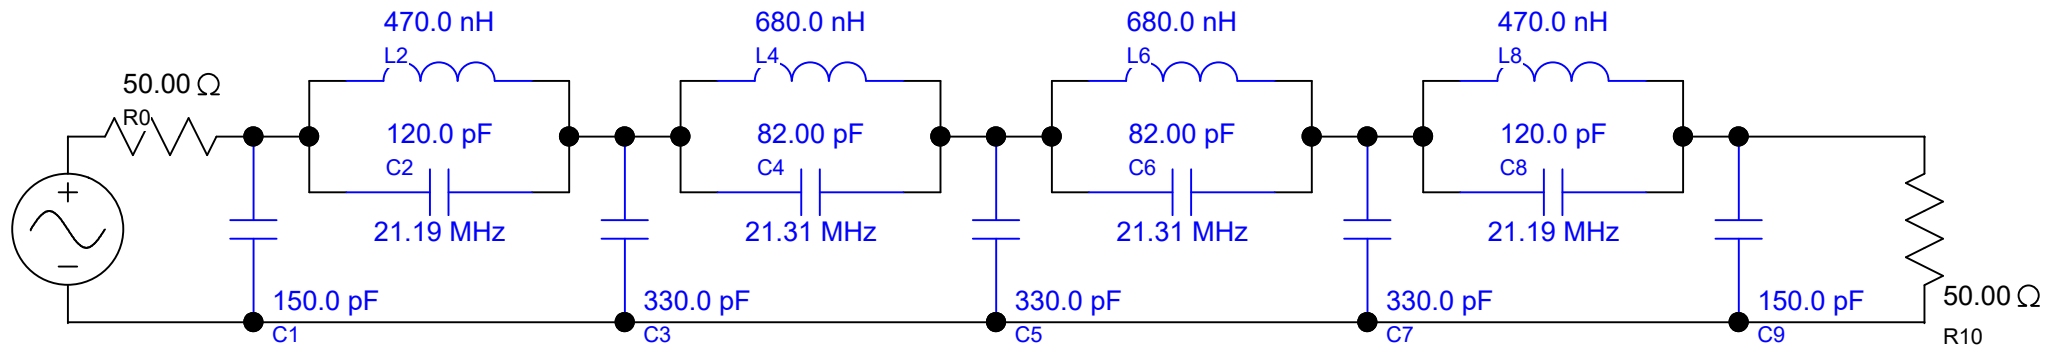 470.0 nH
L2
680.0 nH
L4
680.0 nH
L6
470.0 nH
L8
50.00 Ω
R0
120.0 pF
C2
82.00 pF
C4
82.00 pF
C6
120.0 pF
C8
21.19 MHz
21.31 MHz
21.31 MHz
21.19 MHz
150.0 pF
C1
330.0 pF
C3
330.0 pF
C5
330.0 pF
C7
150.0 pF
C9
50.00 Ω
R10